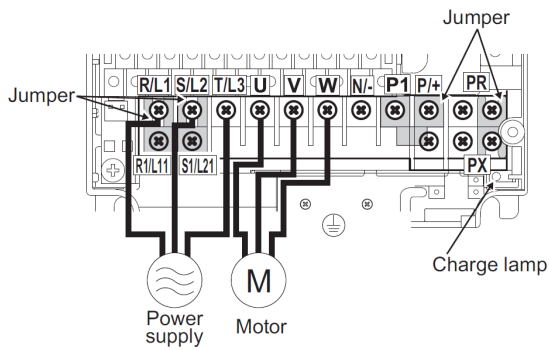 Jumper
R/L1 S/L2 T/L3 U V W N/- P1 P/+ PR
Jumper
R1/L11 S1/L21 PX
Charge lamp
M
Power
supply
Motor